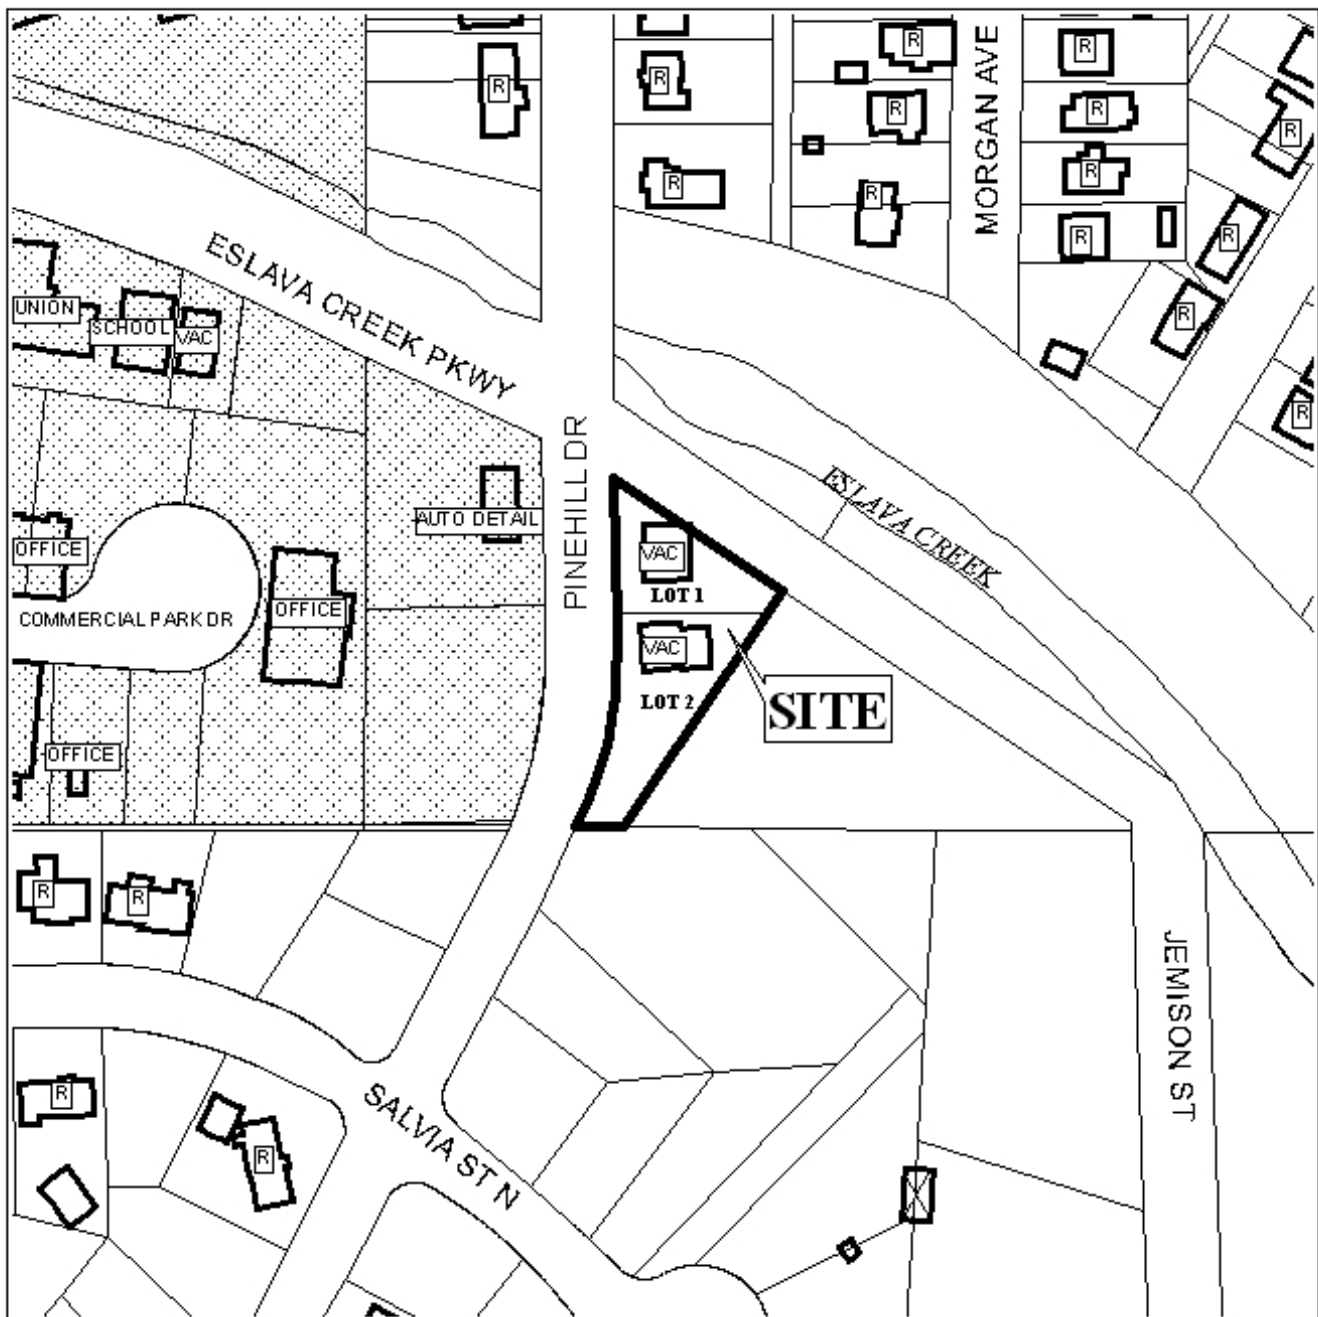 R
R
R
R
R
R
R
MORGAN AVE
R
R
R
R
R
R
R
R
ESLAVA CREEK PKWY
UNION
SCHOOL
VAC
PINEHILL DR
AUTO DETAIL
ESLAVA CREEK
OFFICE
OFFICE
COMMERCIAL PARK DR
OFFICE
VAC
LOT 1
VAC
LOT 2
SITE
R
R
JEMISON ST
R
R
SALVIA ST N